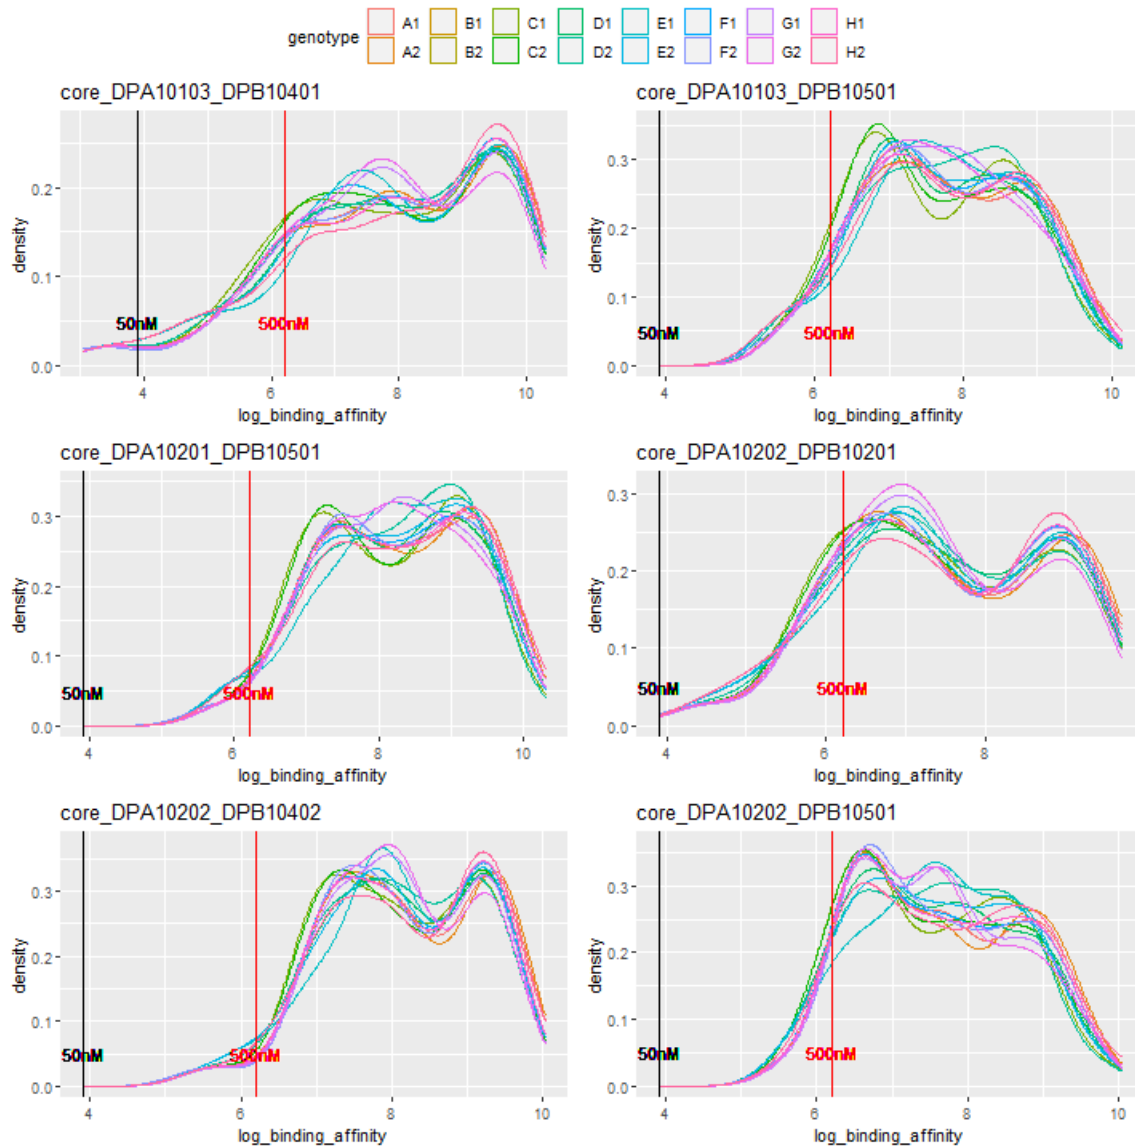 genotype A1 B1 C1 D1 E1 F1 G1 H1
A2 B2 C2 D2 E2 F2 G2 H2
core_DPA10103_DPB10401
density
0.2
0.1
0.0
50nM
500nM
4 6 8 10
log_binding_affinity
core_DPA10103_DPB10501
density
0.3
0.2
0.1
0.0
50nM
500nM
4 6 8 10
log_binding_affinity
core_DPA10201_DPB10501
density
0.3
0.2
0.1
0.0
50nM
500nM
4 6 8 10
log_binding_affinity
core_DPA10202_DPB10201
density
0.3
0.2
0.1
0.0
50nM
500nM
4 6 8
log_binding_affinity
core_DPA10202_DPB10402
density
0.3
0.2
0.1
0.0
50nM
500nM
4 6 8 10
log_binding_affinity
core_DPA10202_DPB10501
density
0.3
0.2
0.1
0.0
50nM
500nM
4 6 8 10
log_binding_affinity